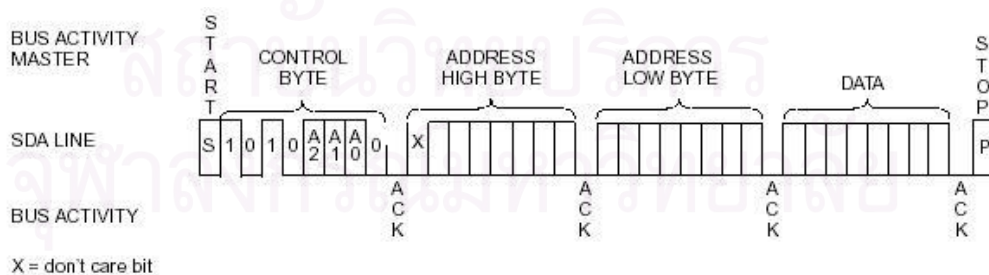 สถาบันวิทยบริการ
จุฬาลงกรณ์มหาวิทยาลัย
BUS ACTIVITY
MASTER
START
CONTROL
BYTE
ADDRESS
HIGH BYTE
ADDRESS
LOW BYTE
DATA
STOP
SDA LINE
S 1 0 1 0 A2 A1 A0 0 X P
BUS ACTIVITY
ACK ACK ACK ACK
X = don't care bit